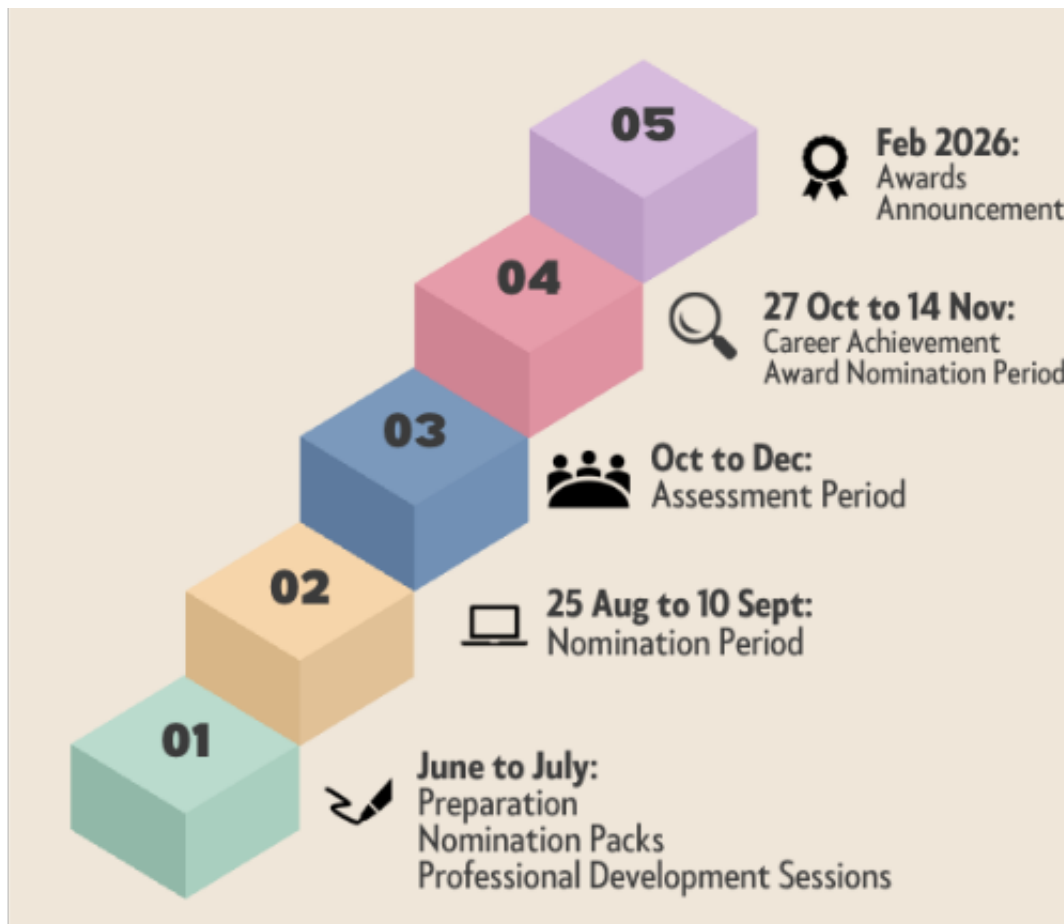 05
Feb 2026:
Awards
Announcement
04
27 Oct to 14 Nov:
Career Achievement
Award Nomination Period
03
Oct to Dec:
Assessment Period
02
25 Aug to 10 Sept:
Nomination Period
01
June to July:
Preparation
Nomination Packs
Professional Development Sessions